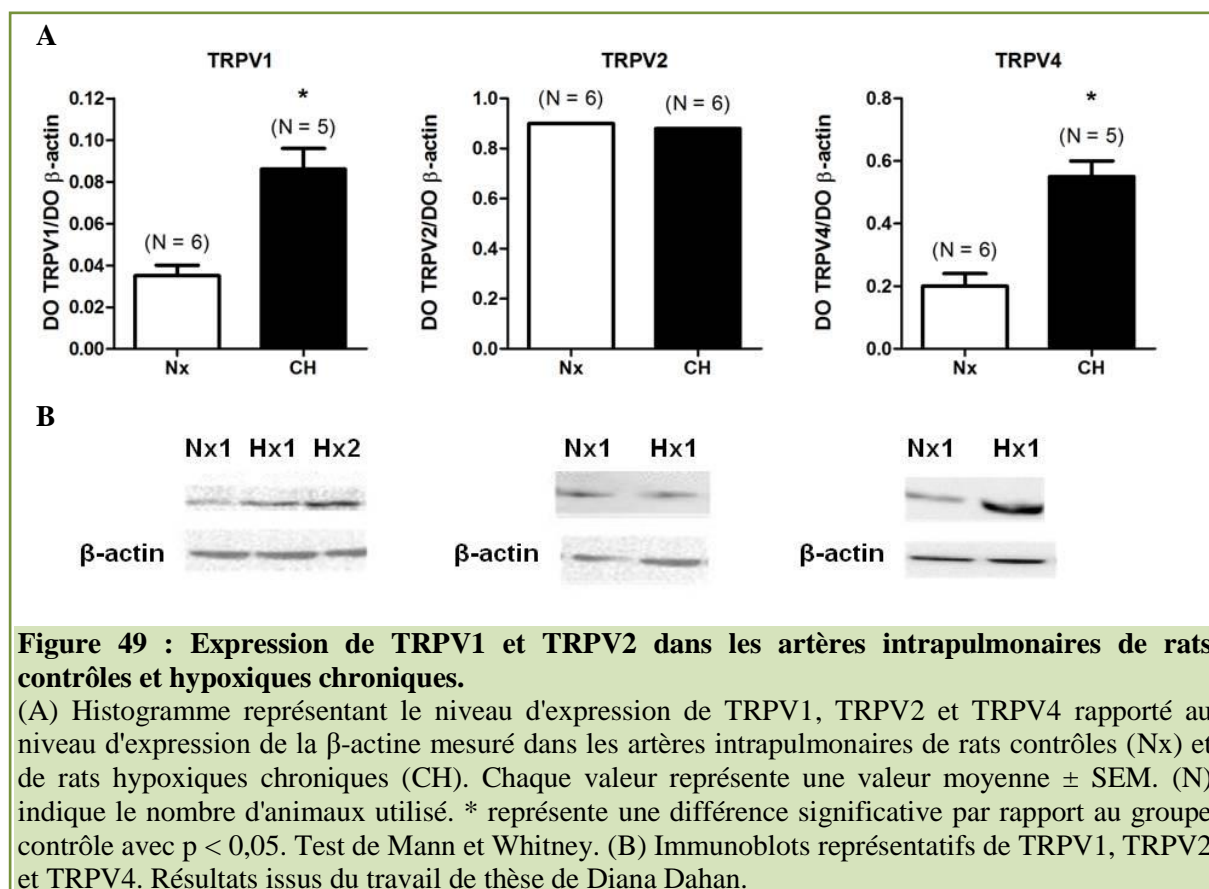 A
TRPV1
TRPV2
TRPV4
DO TRPV1/DO β-actin
0.12
0.10
0.08
0.06
0.04
0.02
0.00
(N = 6)
*
(N = 5)
Nx
CH
DO TRPV2/DO β-actin
1.0
0.8
0.6
0.4
0.2
0.0
(N = 6)
(N = 6)
Nx
CH
DO TRPV4/DO β-actin
0.8
0.6
0.4
0.2
0.0
(N = 6)
*
(N = 5)
Nx
CH
B
Nx1 Hx1 Hx2
β-actin
Nx1 Hx1
β-actin
Nx1 Hx1
β-actin
Figure 49 : Expression de TRPV1 et TRPV2 dans les artères intrapulmonaires de rats
contrôles et hypoxiques chroniques.
(A) Histogramme représentant le niveau d'expression de TRPV1, TRPV2 et TRPV4 rapporté au
niveau d'expression de la β-actine mesuré dans les artères intrapulmonaires de rats contrôles (Nx) et
de rats hypoxiques chroniques (CH). Chaque valeur représente une valeur moyenne ± SEM. (N)
indique le nombre d'animaux utilisé. * représente une différence significative par rapport au groupe
contrôle avec p < 0,05. Test de Mann et Whitney. (B) Immunoblots représentatifs de TRPV1, TRPV2
et TRPV4. Résultats issus du travail de thèse de Diana Dahan.